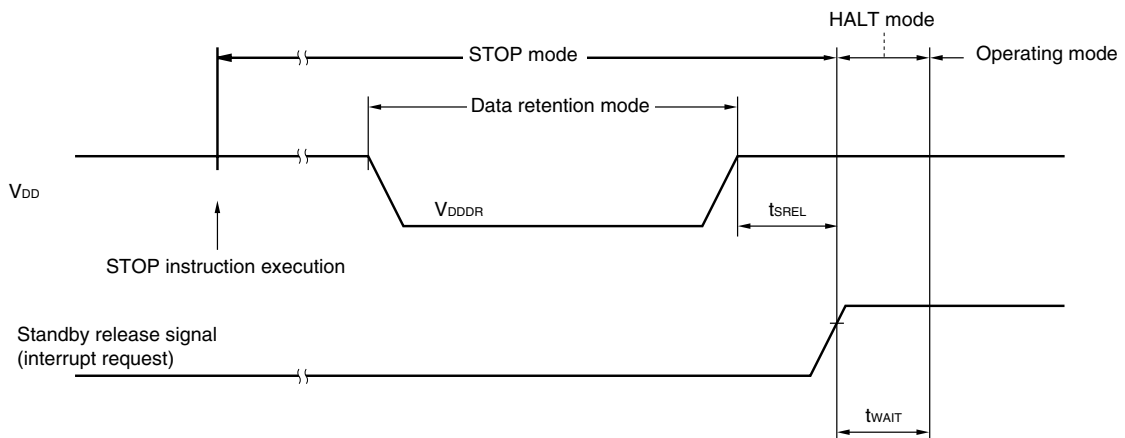 HALT mode
STOP mode
Operating mode
Data retention mode
VDD
VDDDR
tSREL
STOP instruction execution
Standby release signal
(interrupt request)
tWAIT